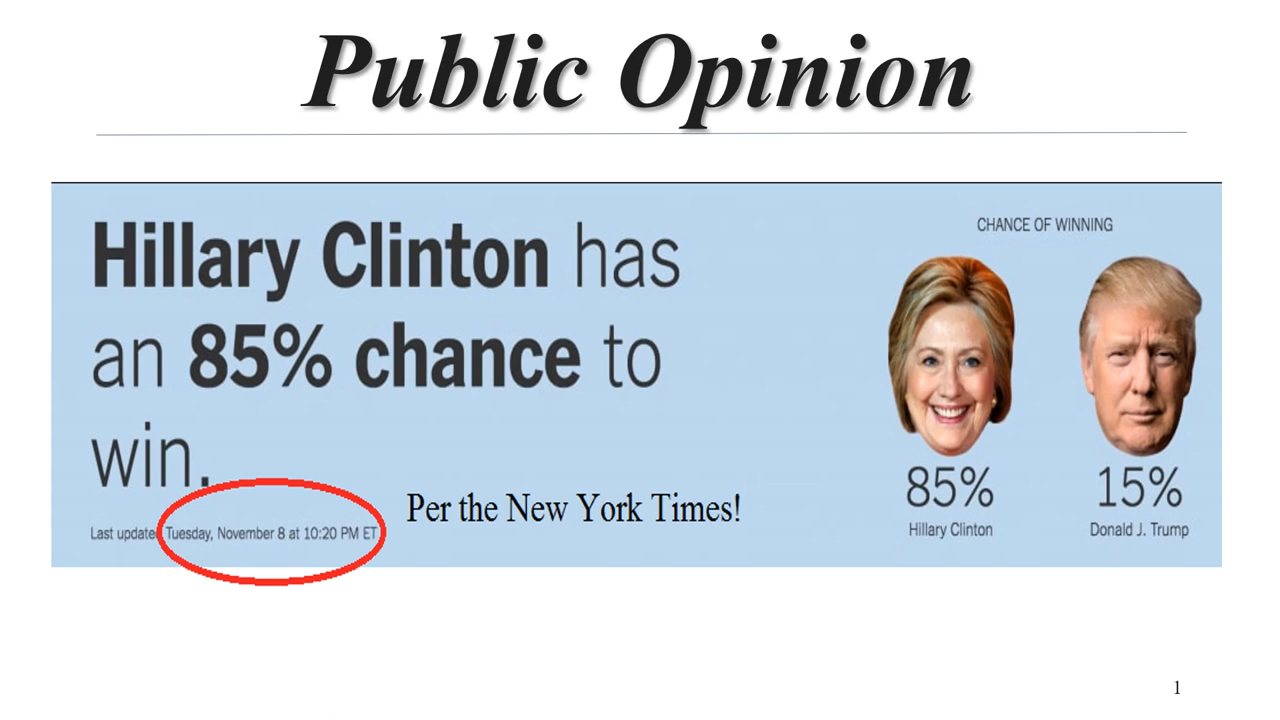 Public Opinion
Hillary Clinton has
an 85% chance to
win.
Last updated Tuesday, November 8 at 10:20 PM ET
Per the New York Times!
CHANCE OF WINNING
85%
Hillary Clinton
15%
Donald J. Trump
1